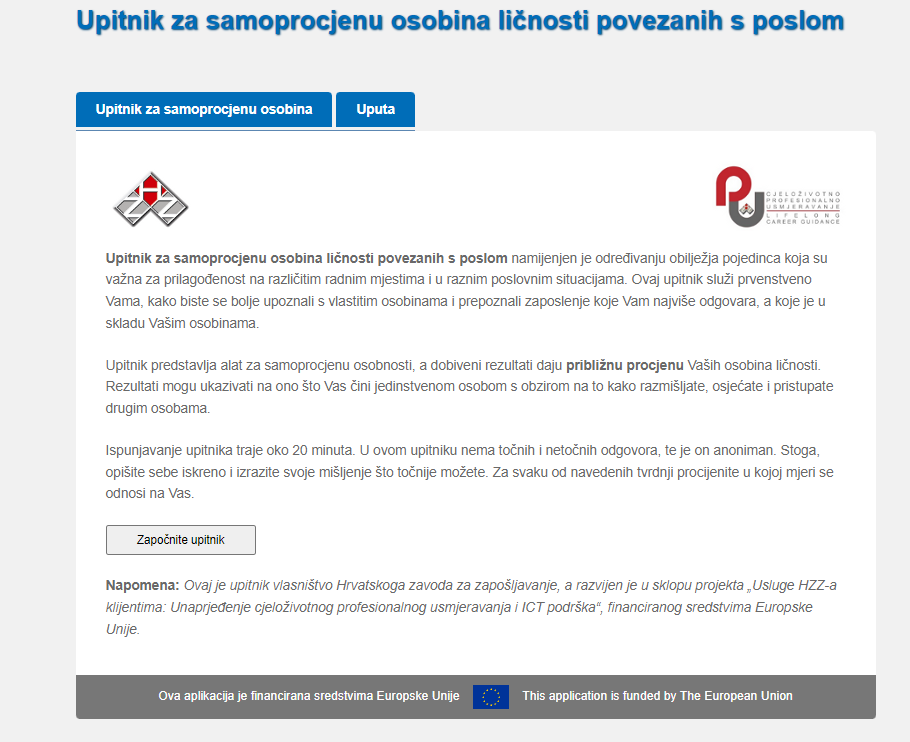 Upitnik za samoprocjenu osobina ličnosti povezanih s poslom
Upitnik za samoprocjenu osobina
Uputa
HZZ
PU
CJELOŽIVOTNO
PROFESIONALNO
USMJERAVANJE
LIFELONG
CAREER GUIDANCE
Upitnik za samoprocjenu osobina ličnosti povezanih s poslom namijenjen je određivanju obilježja pojedinca koja su
važna za prilagođenost na različitim radnim mjestima i u raznim poslovnim situacijama. Ovaj upitnik služi prvenstveno
Vama, kako biste se bolje upoznali s vlastitim osobinama i prepoznali zaposlenje koje Vam najviše odgovara, a koje je u
skladu Vašim osobinama.
Upitnik predstavlja alat za samoprocjenu osobnosti, a dobiveni rezultati daju približnu procjenu Vaših osobina ličnosti.
Rezultati mogu ukazivati na ono što Vas čini jedinstvenom osobom s obzirom na to kako razmišljate, osjećate i pristupate
drugim osobama.
Ispunjavanje upitnika traje oko 20 minuta. U ovom upitniku nema točnih i netočnih odgovora, te je on anoniman. Stoga,
opišite sebe iskreno i izrazite svoje mišljenje što točnije možete. Za svaku od navedenih tvrdnji procijenite u kojoj mjeri se
odnosi na Vas.
Započnite upitnik
Napomena: Ovaj je upitnik vlasništvo Hrvatskoga zavoda za zapošljavanje, a razvijen je u sklopu projekta „Usluge HZZ-a
klijentima: Unaprjeđenje cjeloživotnog profesionalnog usmjeravanja i ICT podrška“, financiranog sredstvima Europske
Unije.
Ova aplikacija je financirana sredstvima Europske Unije
This application is funded by The European Union